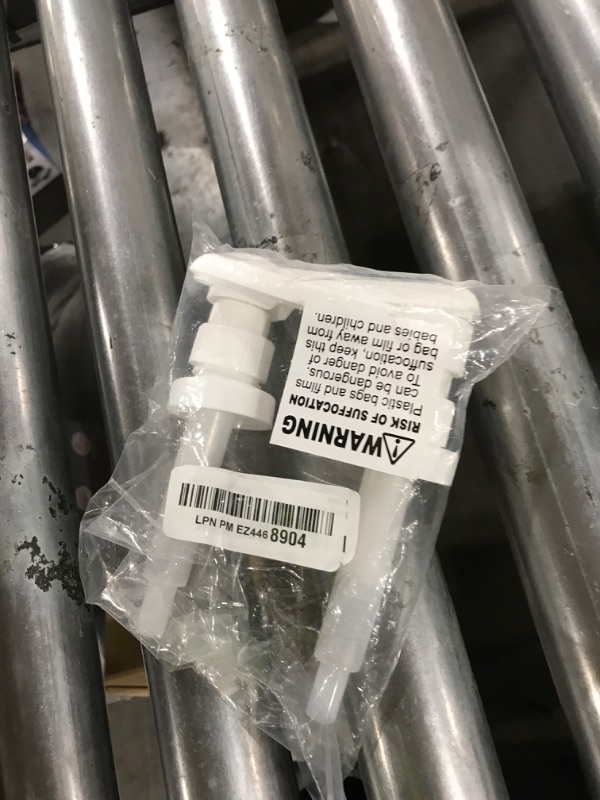 ⚠WARNING
RISK OF SUFFOCATION
Plastic bags and films
can be dangerous.
To avoid danger of
suffocation, keep this
bag or film away from
babies and children.
LPN PM EZ446 8904